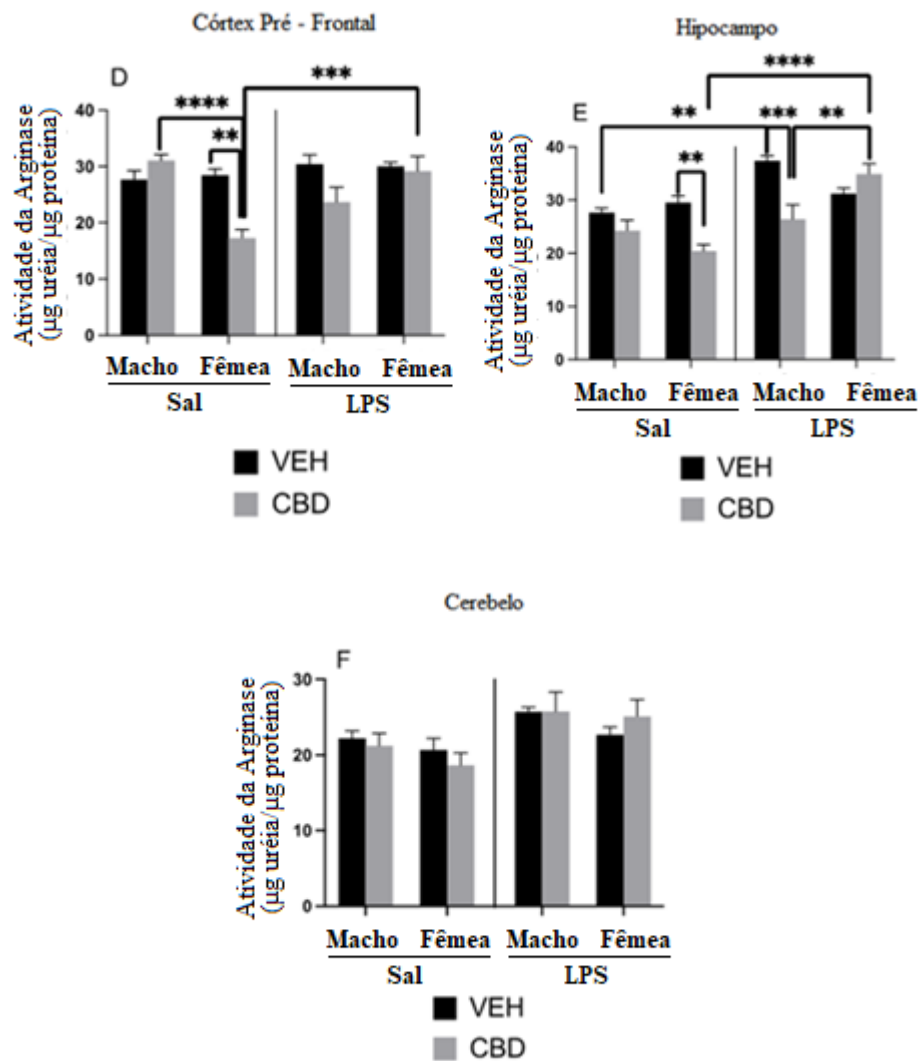 Córtex Pré - Frontal
D
Atividade da Arginase
(µg uréia/µg proteína)
40
30
20
10
0
****
**
***
Macho Fêmea Macho Fêmea
Sal LPS
VEH
CBD
Hipocampo
E
Atividade da Arginase
(µg uréia/µg proteína)
40
30
20
10
0
****
** *** **
**
Macho Fêmea Macho Fêmea
Sal LPS
VEH
CBD
Cerebelo
F
Atividade da Arginase
(µg uréia/µg proteína)
30
20
10
0
Macho Fêmea Macho Fêmea
Sal LPS
VEH
CBD